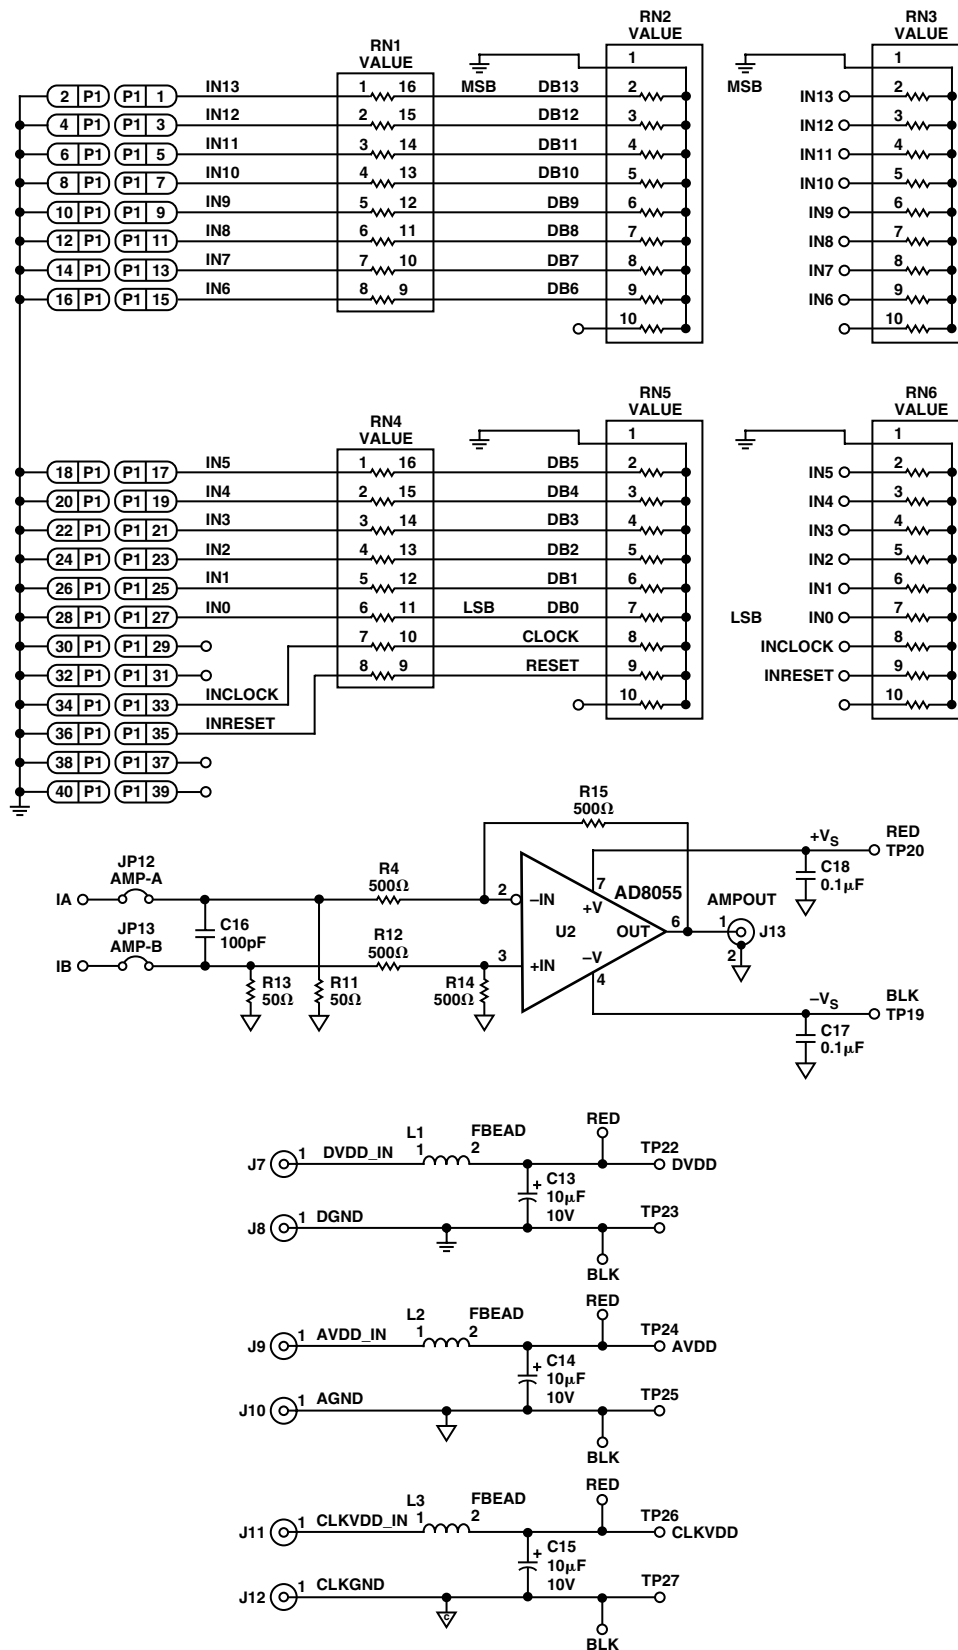 RN1 VALUE
RN2 VALUE
RN3 VALUE
1
1
2 P1 P1 1 IN13 1 16 MSB DB13 2 MSB IN13 2
4 P1 P1 3 IN12 2 15 DB12 3 IN12 3
6 P1 P1 5 IN11 3 14 DB11 4 IN11 4
8 P1 P1 7 IN10 4 13 DB10 5 IN10 5
10 P1 P1 9 IN9 5 12 DB9 6 IN9 6
12 P1 P1 11 IN8 6 11 DB8 7 IN8 7
14 P1 P1 13 IN7 7 10 DB7 8 IN7 8
16 P1 P1 15 IN6 8 9 DB6 9 IN6 9
10 10
RN4 VALUE
RN5 VALUE
RN6 VALUE
1
1
18 P1 P1 17 IN5 1 16 DB5 2 IN5 2
20 P1 P1 19 IN4 2 15 DB4 3 IN4 3
22 P1 P1 21 IN3 3 14 DB3 4 IN3 4
24 P1 P1 23 IN2 4 13 DB2 5 IN2 5
26 P1 P1 25 IN1 5 12 DB1 6 IN1 6
28 P1 P1 27 IN0 6 11 LSB DB0 7 LSB IN0 7
30 P1 P1 29 7 10 CLOCK 8 INCLOCK 8
32 P1 P1 31 8 9 RESET 9 INRESET 9
34 P1 P1 33 INCLOCK 10 10
36 P1 P1 35 INRESET
38 P1 P1 37
40 P1 P1 39
R15
500Ω
JP12
AMP-A
IA
R4
500Ω
C16
100pF
JP13
AMP-B
IB
R12
500Ω
R13
50Ω
R11
50Ω
R14
500Ω
2 –IN
3 +IN
7
+V
AD8055
U2
OUT 6
–V
4
AMPOUT
1
2
J13
+VS
RED
TP20
C18
0.1µF
–VS
BLK
TP19
C17
0.1µF
RED
J7 1 DVDD_IN L1 1 FBEAD 2 TP22 DVDD
C13
10µF
10V
J8 1 DGND TP23
BLK
RED
J9 1 AVDD_IN L2 1 FBEAD 2 TP24 AVDD
C14
10µF
10V
J10 1 AGND TP25
BLK
RED
J11 1 CLKVDD_IN L3 1 FBEAD 2 TP26 CLKVDD
C15
10µF
10V
J12 1 CLKGND TP27
C
BLK
+
+
+